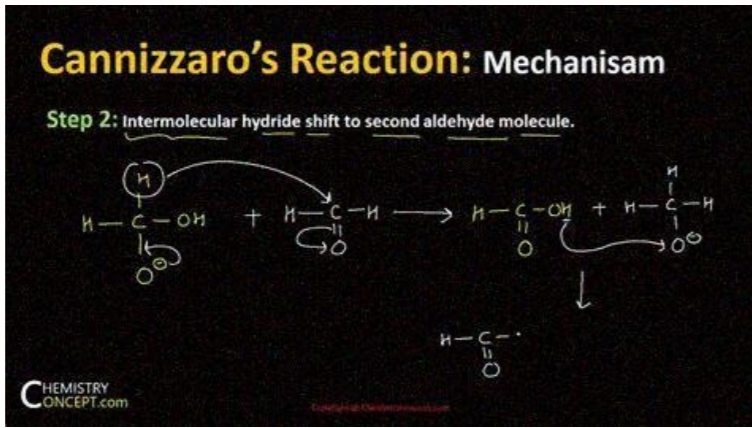 Cannizzaro's Reaction: Mechanisam
Step 2: Intermolecular hydride shift to second aldehyde molecule.
H
H
H — C — OH + H — C — H → H — C — OH + H — C — H
O⊖ O O O⊖
H — C —
O
CHEMISTRY
CONCEPT.com